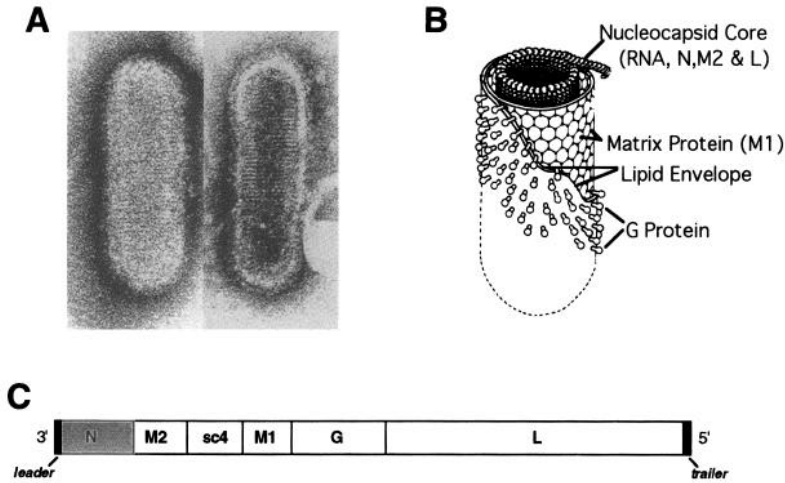 A
B
Nucleocapsid Core
(RNA, N,M2 & L)
Matrix Protein (M1)
Lipid Envelope
G Protein
C
3' N M2 sc4 M1 G L 5'
leader trailer